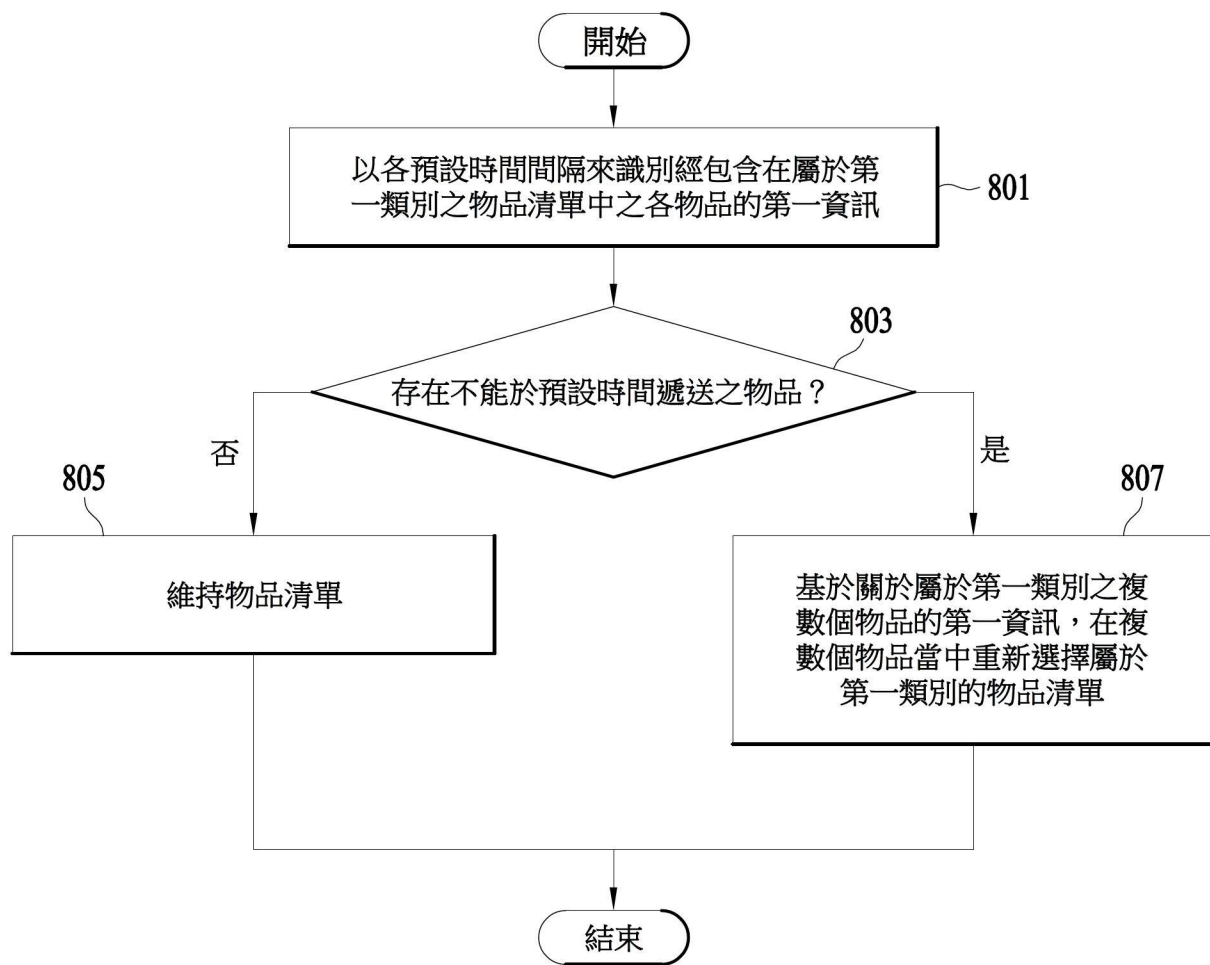 開始
以各預設時間間隔來識別經包含在屬於第
一類別之物品清單中之各物品的第一資訊
801
803
存在不能於預設時間遞送之物品？
否
是
805
807
維持物品清單
基於關於屬於第一類別之複
數個物品的第一資訊，在複
數個物品當中重新選擇屬於
第一類別的物品清單
結束